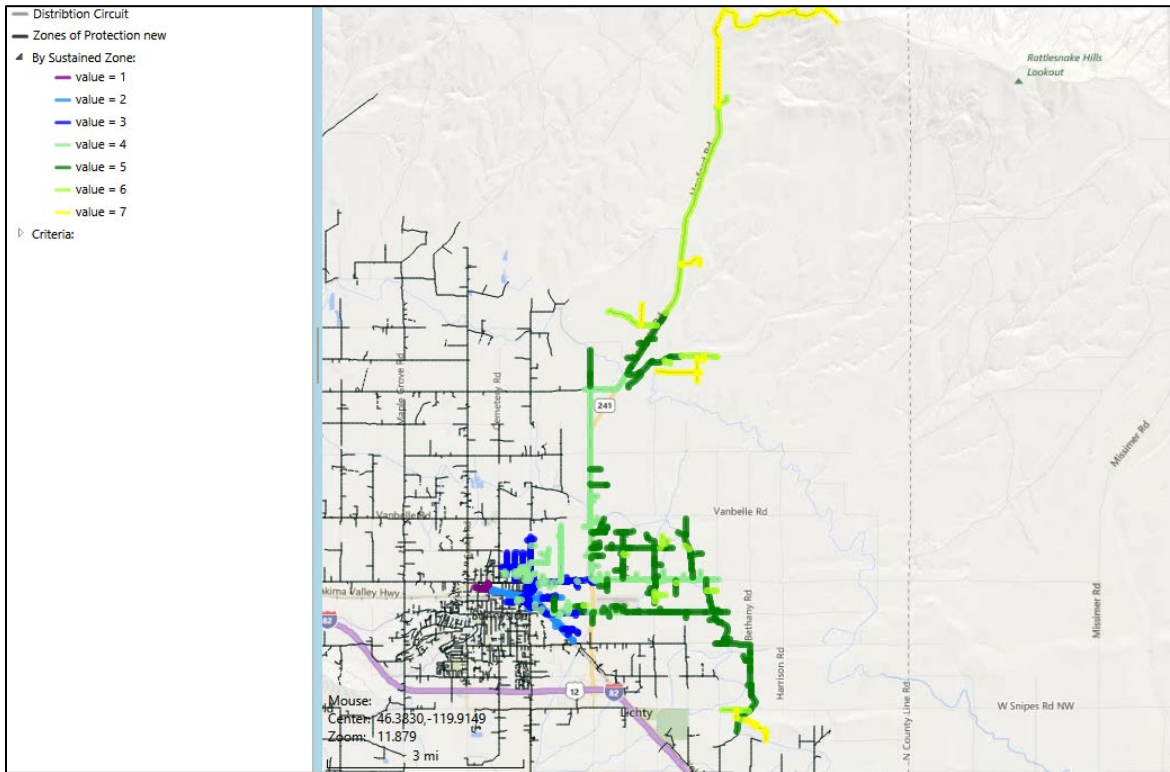 Distribtion Circuit
Zones of Protection new
By Sustained Zone:
value = 1
value = 2
value = 3
value = 4
value = 5
value = 6
value = 7
Criteria:
Rattlesnake Hills
Lookout
241
Maple Grove Rd
Cemetery Rd
Missimer Rd
Vanbelle Rd
Vanbelle Rd
Valley Hwy
82
Bethany Rd
Harrison Rd
Missimer Rd
12
82
W Snipes Rd NW
N County Line Rd
Mouse:
Center: 46.3830,-119.9149
Zoom: 11.879
3 mi